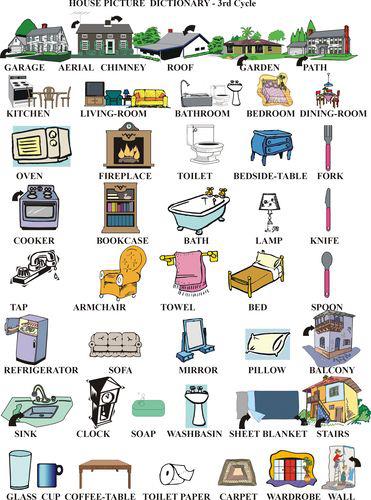 HOUSE PICTURE DICTIONARY - 3rd Cycle
GARAGE AERIAL CHIMNEY ROOF GARDEN PATH
KITCHEN LIVING-ROOM BATHROOM BEDROOM DINING-ROOM
OVEN FIREPLACE TOILET BEDSIDE-TABLE FORK
COOKER BOOKCASE BATH LAMP KNIFE
TAP ARMCHAIR TOWEL BED SPOON
REFRIGERATOR SOFA MIRROR PILLOW BALCONY
SINK CLOCK SOAP WASHBASIN SHEET BLANKET STAIRS
GLASS CUP COFFEE-TABLE TOILET PAPER CARPET WARDROBE WALL